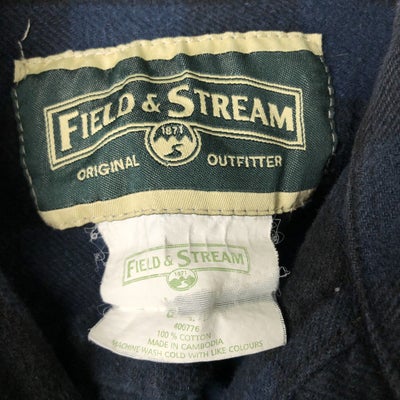 FIELD & STREAM
1871
ORIGINAL OUTFITTER
FIELD & STREAM
1871
#00776
100 % COTTON
MADE IN CAMBODIA
MACHINE WASH COLD WITH LIKE COLOURS